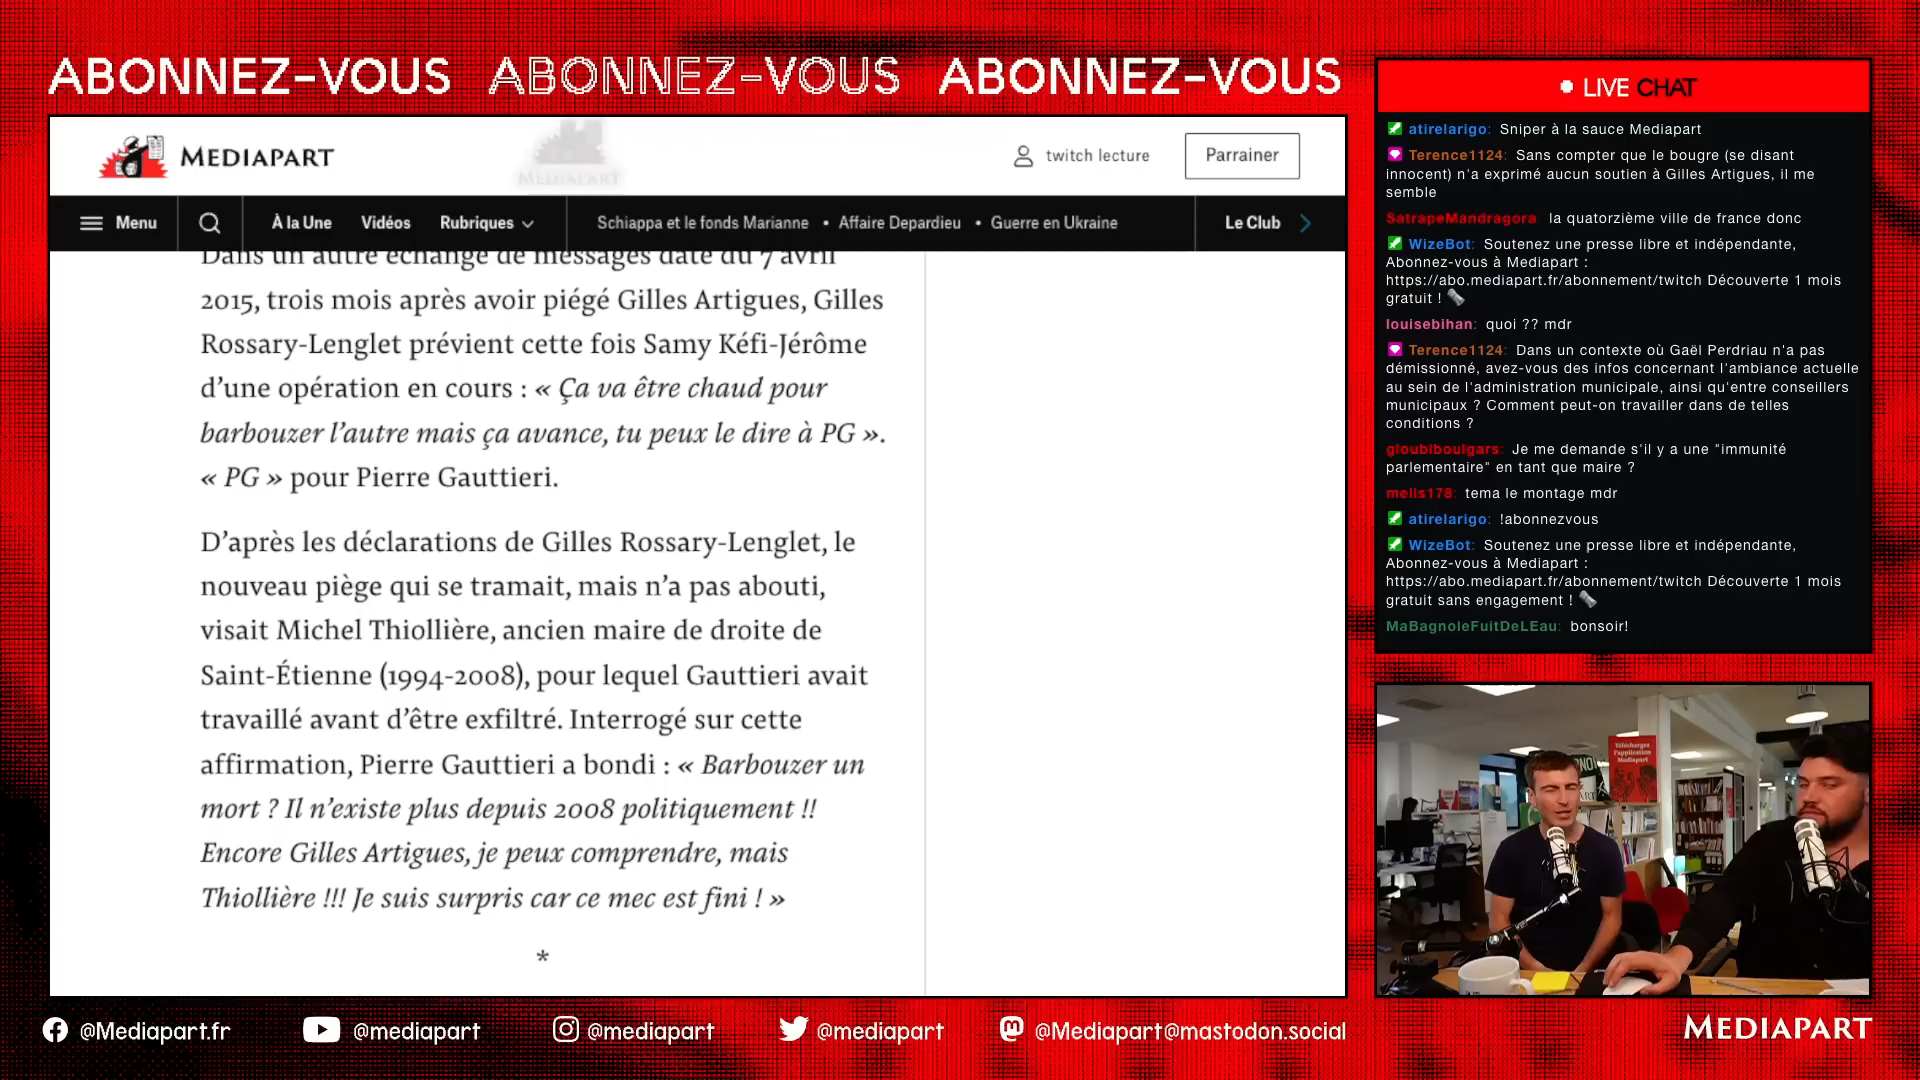 ABONNEZ-VOUS ABONNEZ-VOUS ABONNEZ-VOUS
MEDIAPART
MEDIAPART
twitch lecture
Parrainer
Menu
À la Une
Vidéos
Rubriques
Schiappa et le fonds Marianne • Affaire Depardieu • Guerre en Ukraine
Le Club
Dans un autre échange de messages daté du 7 avril
2015, trois mois après avoir piégé Gilles Artigues, Gilles
Rossary-Lenglet prévient cette fois Samy Kéfi-Jérôme
d’une opération en cours : « Ça va être chaud pour
barbouzer l’autre mais ça avance, tu peux le dire à PG ».
« PG » pour Pierre Gauttieri.
D’après les déclarations de Gilles Rossary-Lenglet, le
nouveau piège qui se tramait, mais n’a pas abouti,
visait Michel Thiollière, ancien maire de droite de
Saint-Étienne (1994-2008), pour lequel Gauttieri avait
travaillé avant d’être exfiltré. Interrogé sur cette
affirmation, Pierre Gauttieri a bondi : « Barbouzer un
mort ? Il n’existe plus depuis 2008 politiquement !!
Encore Gilles Artigues, je peux comprendre, mais
Thiollière !!! Je suis surpris car ce mec est fini ! »
*
LIVE CHAT
atirelarigo: Sniper à la sauce Mediapart
Terence1124: Sans compter que le bougre (se disant
innocent) n'a exprimé aucun soutien à Gilles Artigues, il me
semble
SatrapeMandragora: la quatorzième ville de france donc
WizeBot: Soutenez une presse libre et indépendante,
Abonnez-vous à Mediapart :
https://abo.mediapart.fr/abonnement/twitch Découverte 1 mois
gratuit !
louisebihan: quoi ?? mdr
Terence1124: Dans un contexte où Gaël Perdriau n'a pas
démissionné, avez-vous des infos concernant l'ambiance actuelle
au sein de l'administration municipale, ainsi qu'entre conseillers
municipaux ? Comment peut-on travailler dans de telles
conditions ?
gloubiboulgars: Je me demande s'il y a une "immunité
parlementaire" en tant que maire ?
melis178: tema le montage mdr
atirelarigo: !abonnezvous
WizeBot: Soutenez une presse libre et indépendante,
Abonnez-vous à Mediapart :
https://abo.mediapart.fr/abonnement/twitch Découverte 1 mois
gratuit sans engagement !
MaBagnoleFuitDeLEau: bonsoir!
Téléchargez
l'application
Mediapart
@Mediapart.fr
@mediapart
@mediapart
@mediapart
@Mediapart@mastodon.social
MEDIAPART